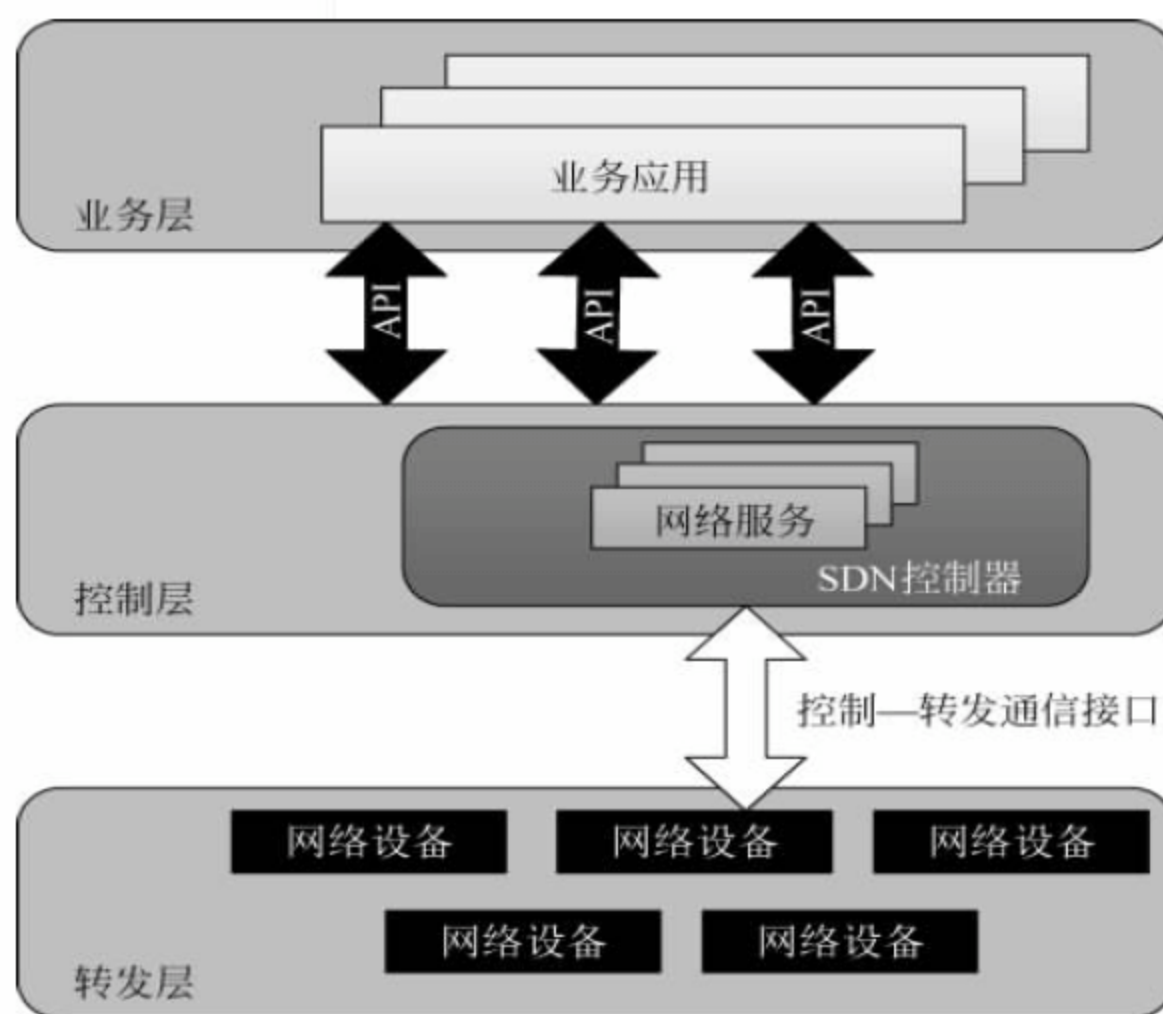 业务应用
业务层
API API API
网络服务
SDN控制器
控制层
控制—转发通信接口
网络设备 网络设备 网络设备
网络设备 网络设备
转发层